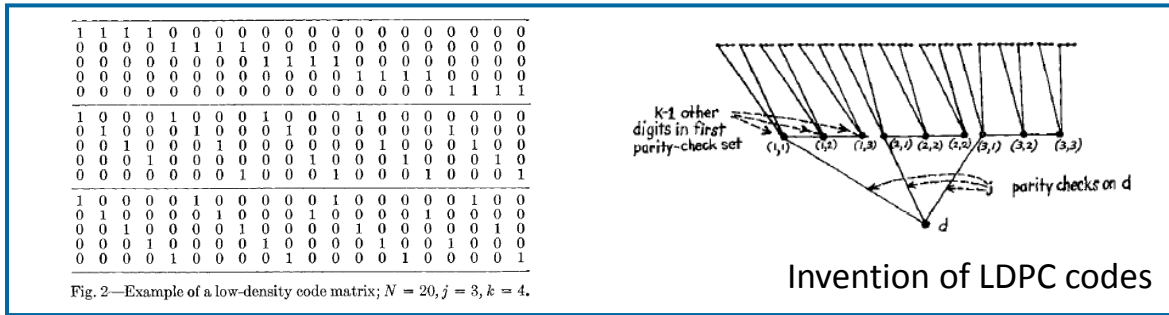 1 1 1 1 0 0 0 0 0 0 0 0 0 0 0 0 0 0 0 0
0 0 0 0 1 1 1 1 0 0 0 0 0 0 0 0 0 0 0 0
0 0 0 0 0 0 0 0 1 1 1 1 0 0 0 0 0 0 0 0
0 0 0 0 0 0 0 0 0 0 0 0 1 1 1 1 0 0 0 0
0 0 0 0 0 0 0 0 0 0 0 0 0 0 0 0 1 1 1 1
1 0 0 0 1 0 0 0 1 0 0 0 1 0 0 0 0 0 0 0
0 1 0 0 0 1 0 0 0 1 0 0 0 0 0 0 1 0 0 0
0 0 1 0 0 0 1 0 0 0 0 0 0 1 0 0 0 1 0 0
0 0 0 1 0 0 0 0 0 0 1 0 0 0 1 0 0 0 1 0
0 0 0 0 0 0 0 1 0 0 0 1 0 0 0 1 0 0 0 1
1 0 0 0 0 1 0 0 0 0 0 1 0 0 0 0 0 1 0 0
0 1 0 0 0 0 1 0 0 0 1 0 0 0 0 1 0 0 0 0
0 0 1 0 0 0 0 1 0 0 0 0 1 0 0 0 0 0 1 0
0 0 0 1 0 0 0 0 1 0 0 0 0 1 0 0 1 0 0 0
0 0 0 0 1 0 0 0 0 1 0 0 0 0 1 0 0 0 0 1
Fig. 2—Example of a low-density code matrix; N = 20, j = 3, k = 4.
K-1 other
digits in first
parity-check set
(1,1) (1,2) (1,3) (2,1) (2,2) (2,3) (3,1) (3,2) (3,3)
j parity checks on d
d
Invention of LDPC codes